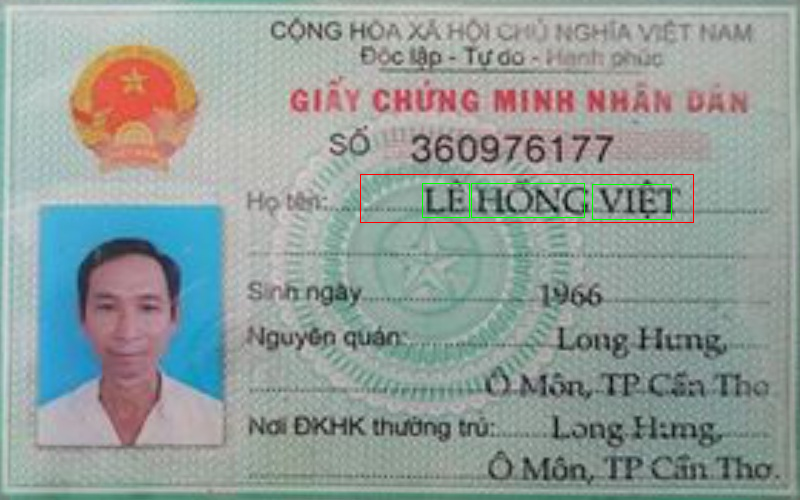 CỘNG HÒA XÃ HỘI CHỦ NGHĨA VIỆT NAM
Độc lập - Tự do - Hạnh phúc
GIẤY CHỨNG MINH NHÂN DÂN
SỐ 360976177
Họ tên: LÊ HỒNG VIỆT
Sinh ngày 1966
Nguyên quán: Long Hưng,
Ô Môn, TP Cần Thơ
Nơi ĐKHK thường trú: Long Hưng,
Ô Môn, TP Cần Thơ.